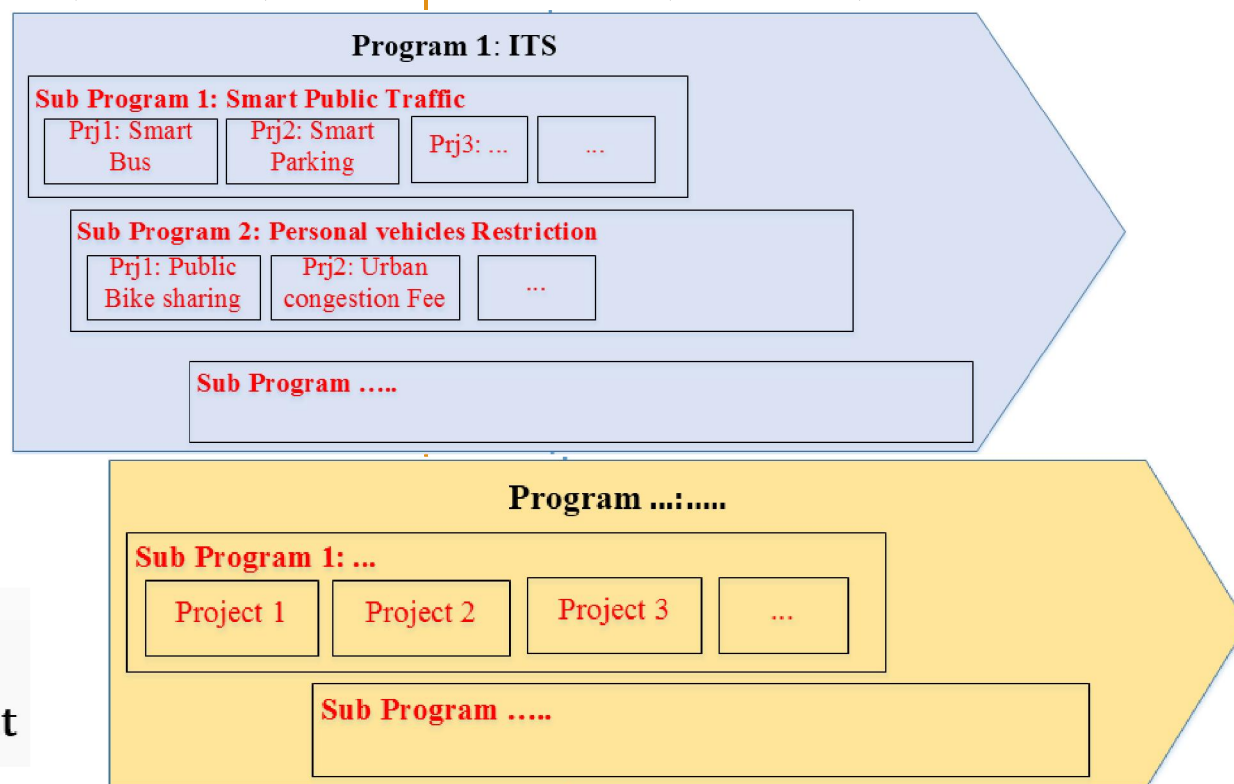 Program 1: ITS
Sub Program 1: Smart Public Traffic
Prj1: Smart
Bus
Prj2: Smart
Parking
Prj3: ...
...
Sub Program 2: Personal vehicles Restriction
Prj1: Public
Bike sharing
Prj2: Urban
congestion Fee
...
Sub Program .....
Program ...:.....
Sub Program 1: ...
Project 1
Project 2
Project 3
...
Sub Program .....
t